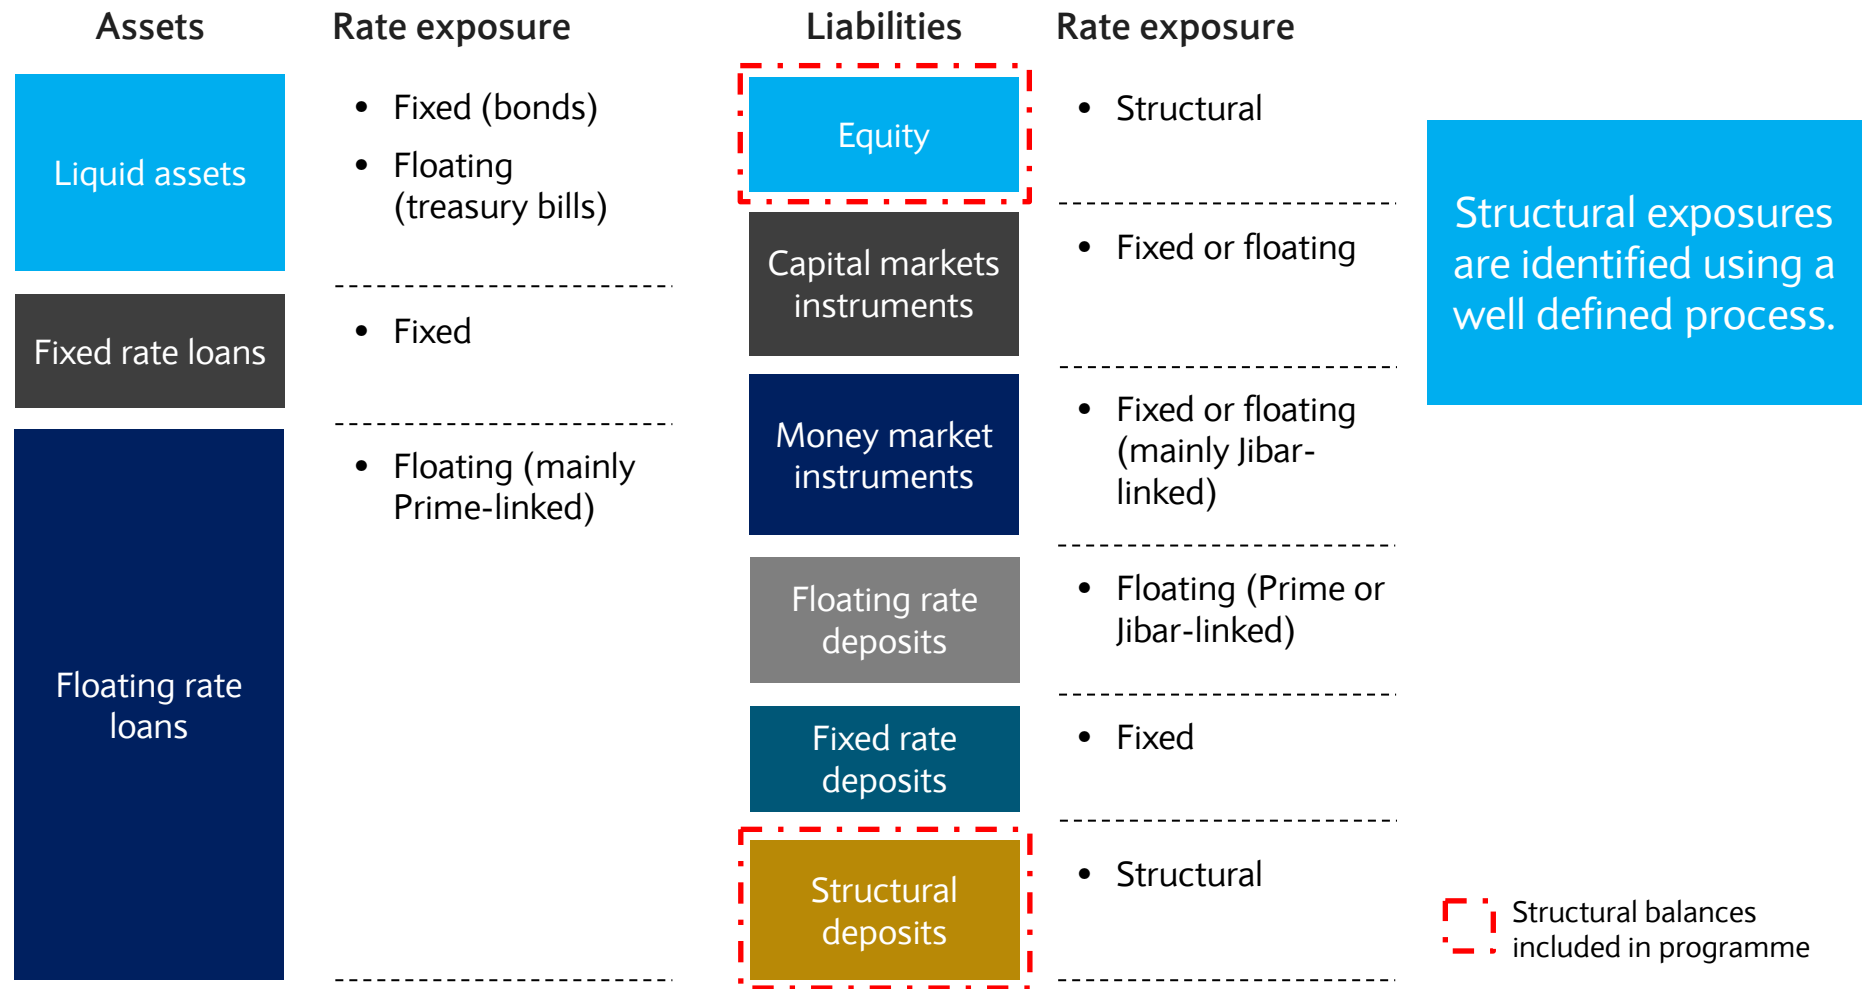 Assets
Rate exposure
Liquid assets
• Fixed (bonds)
• Floating
(treasury bills)
Fixed rate loans
• Fixed
Floating rate
loans
• Floating (mainly
Prime-linked)
Liabilities
Rate exposure
Equity
• Structural
Capital markets
instruments
• Fixed or floating
Money market
instruments
• Fixed or floating
(mainly Jibar-
linked)
Floating rate
deposits
• Floating (Prime or
Jibar-linked)
Fixed rate
deposits
• Fixed
Structural
deposits
• Structural
Structural exposures
are identified using a
well defined process.
Structural balances
included in programme